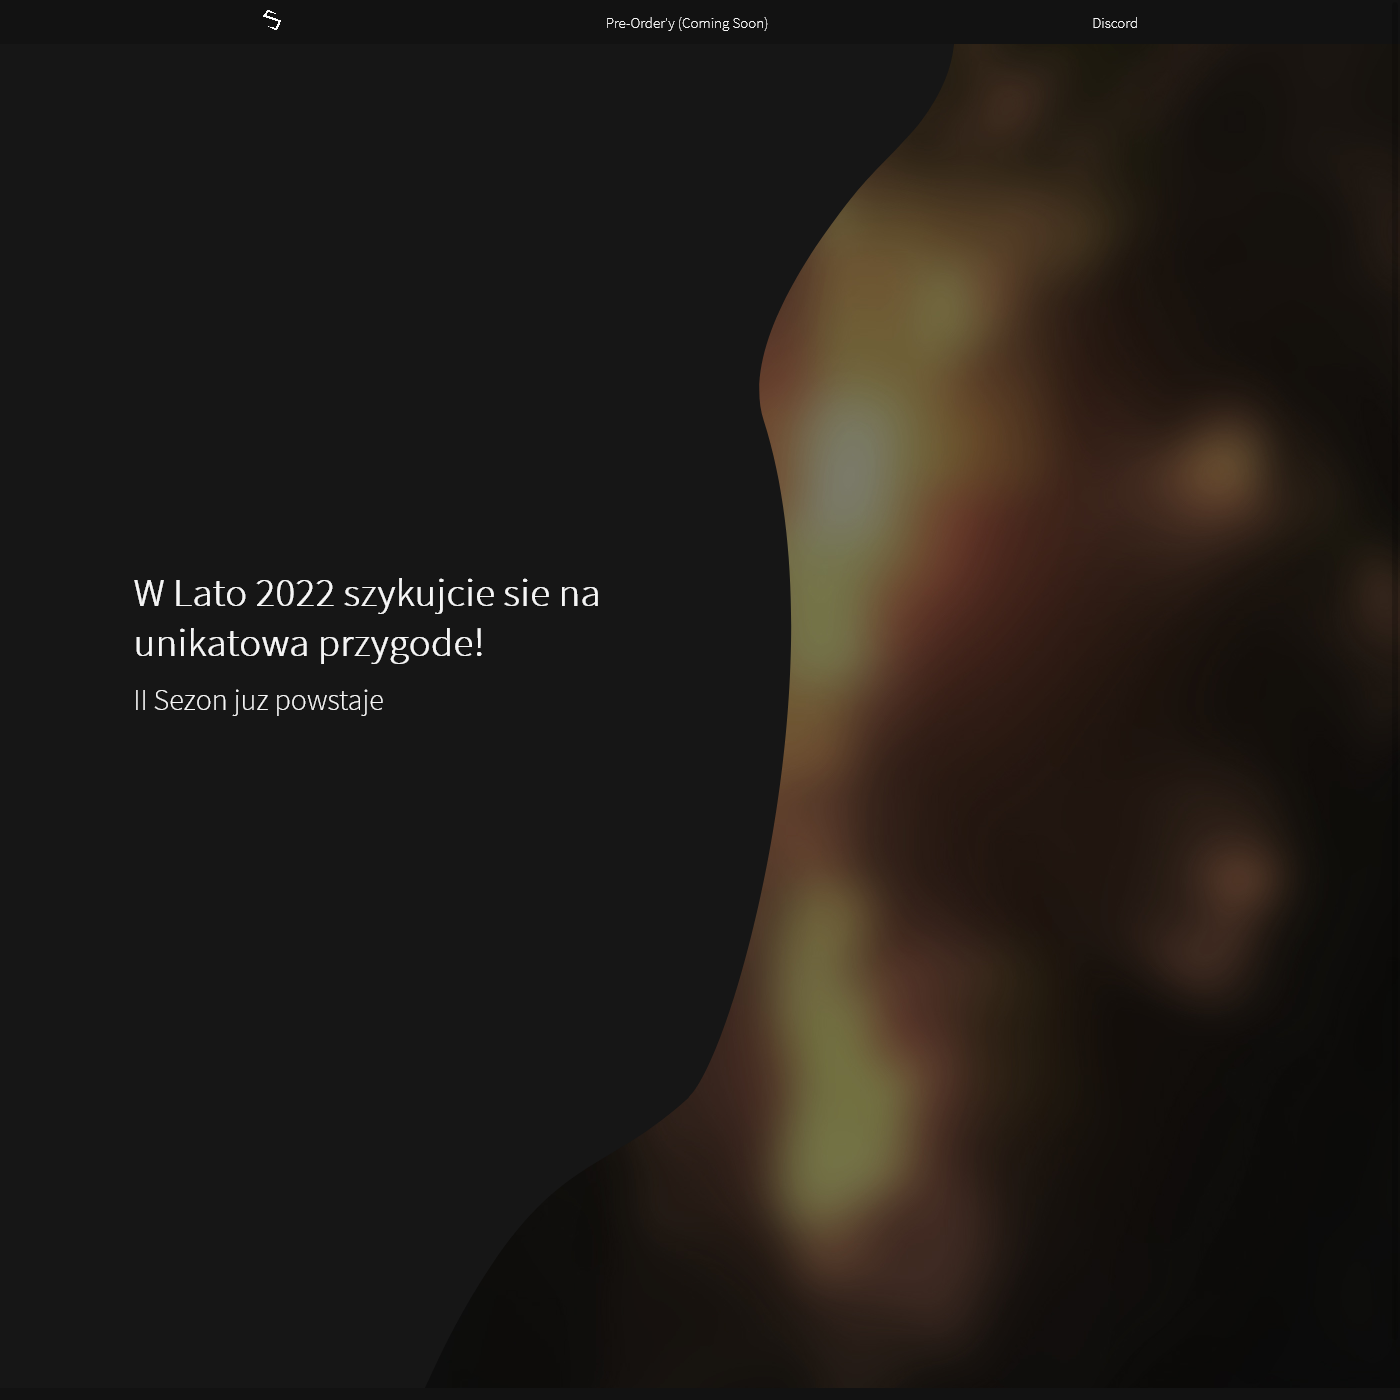 S
Pre-Order'y (Coming Soon)
Discord
W Lato 2022 szykujcie sie na
unikatowa przygode!
II Sezon juz powstaje